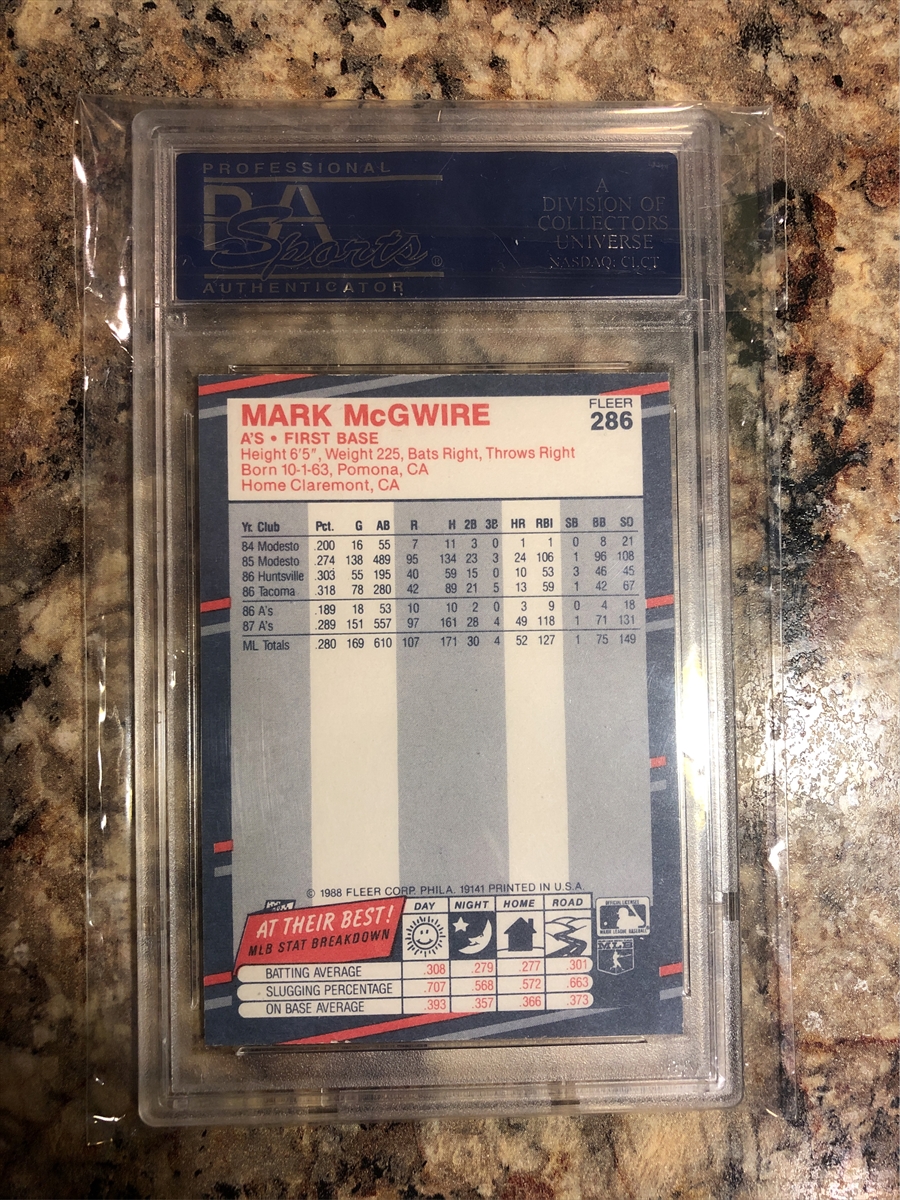 PROFESSIONAL
PSA
Sports ®
AUTHENTICATOR
A
DIVISION OF
COLLECTORS
UNIVERSE
NASDAQ: CLCT
MARK McGWIRE
FLEER
286
A'S • FIRST BASE
Height 6'5", Weight 225, Bats Right, Throws Right
Born 10-1-63, Pomona, CA
Home Claremont, CA
Yr. Club Pct. G AB R H 2B 3B HR RBI SB BB SO
84 Modesto .200 16 55 7 11 3 0 1 1 0 8 21
85 Modesto .274 138 489 95 134 23 3 24 106 1 96 108
86 Huntsville .303 55 195 40 59 15 0 10 53 3 46 45
86 Tacoma .318 78 280 42 89 21 5 13 59 1 42 67
86 A's .189 18 53 10 10 2 0 3 9 0 4 18
87 A's .289 151 557 97 161 28 4 49 118 1 71 131
ML Totals .280 169 610 107 171 30 4 52 127 1 75 149
© 1988 FLEER CORP. PHILA. 19141 PRINTED IN U.S.A.
AT THEIR BEST!
MLB STAT BREAKDOWN
DAY NIGHT HOME ROAD
BATTING AVERAGE .308 .279 .277 .301
SLUGGING PERCENTAGE .707 .568 .572 .663
ON BASE AVERAGE .393 .357 .366 .373
OFFICIAL LICENSEE
MAJOR LEAGUE BASEBALL
MLB